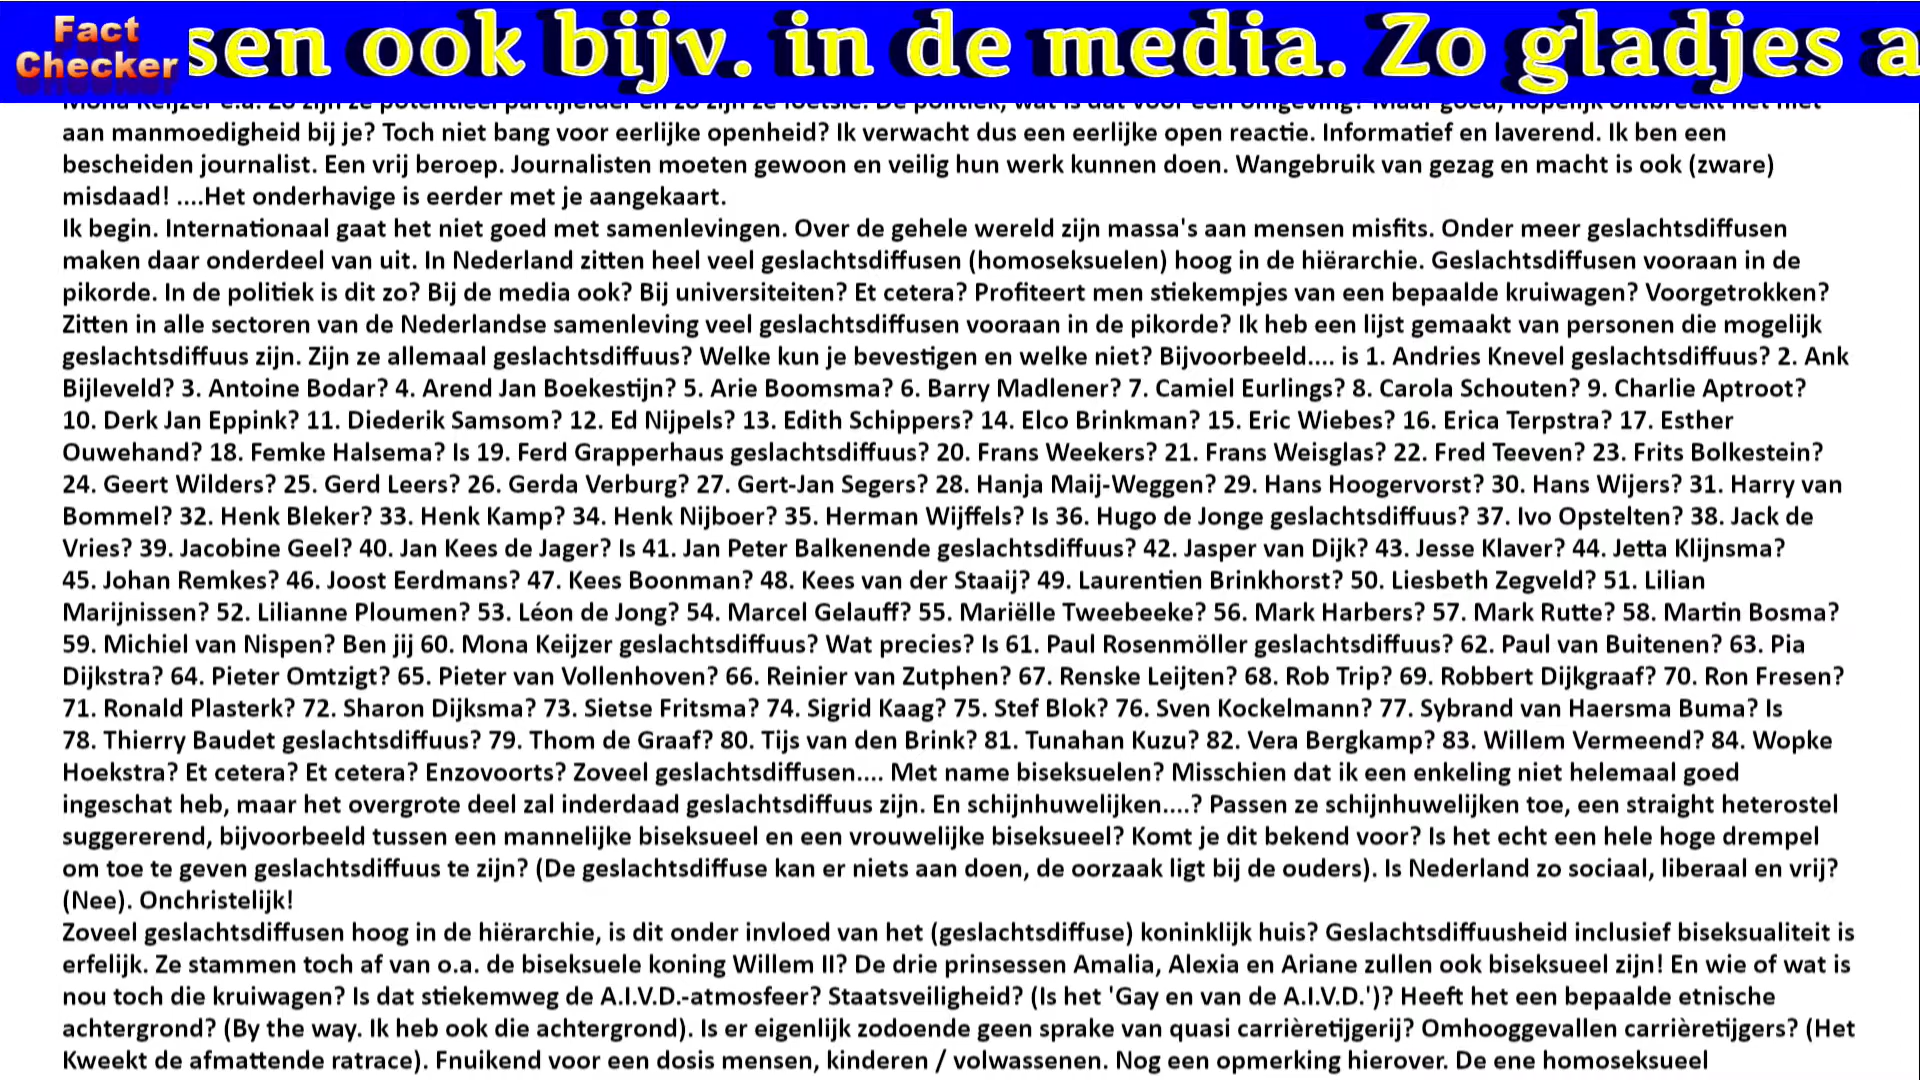 Fact
Checker
sen ook bijv. in de media. Zo gladjes a
Mona Keijzer e.a. Zo zijn ze potentieel partijleider en zo zijn ze foetsie. De politiek, wat is dat voor een omgeving? Maar goed, hopelijk ontbreekt het niet
aan manmoedigheid bij je? Toch niet bang voor eerlijke openheid? Ik verwacht dus een eerlijke open reactie. Informatief en laverend. Ik ben een
bescheiden journalist. Een vrij beroep. Journalisten moeten gewoon en veilig hun werk kunnen doen. Wangebruik van gezag en macht is ook (zware)
misdaad! ....Het onderhavige is eerder met je aangekaart.
Ik begin. Internationaal gaat het niet goed met samenlevingen. Over de gehele wereld zijn massa's aan mensen misfits. Onder meer geslachtsdiffusen
maken daar onderdeel van uit. In Nederland zitten heel veel geslachtsdiffusen (homoseksuelen) hoog in de hiërarchie. Geslachtsdiffusen vooraan in de
pikorde. In de politiek is dit zo? Bij de media ook? Bij universiteiten? Et cetera? Profiteert men stiekempjes van een bepaalde kruiwagen? Voorgetrokken?
Zitten in alle sectoren van de Nederlandse samenleving veel geslachtsdiffusen vooraan in de pikorde? Ik heb een lijst gemaakt van personen die mogelijk
geslachtsdiffuus zijn. Zijn ze allemaal geslachtsdiffuus? Welke kun je bevestigen en welke niet? Bijvoorbeeld.... is 1. Andries Knevel geslachtsdiffuus? 2. Ank
Bijleveld? 3. Antoine Bodar? 4. Arend Jan Boekestijn? 5. Arie Boomsma? 6. Barry Madlener? 7. Camiel Eurlings? 8. Carola Schouten? 9. Charlie Aptroot?
10. Derk Jan Eppink? 11. Diederik Samsom? 12. Ed Nijpels? 13. Edith Schippers? 14. Elco Brinkman? 15. Eric Wiebes? 16. Erica Terpstra? 17. Esther
Ouwehand? 18. Femke Halsema? Is 19. Ferd Grapperhaus geslachtsdiffuus? 20. Frans Weekers? 21. Frans Weisglas? 22. Fred Teeven? 23. Frits Bolkestein?
24. Geert Wilders? 25. Gerd Leers? 26. Gerda Verburg? 27. Gert-Jan Segers? 28. Hanja Maij-Weggen? 29. Hans Hoogervorst? 30. Hans Wijers? 31. Harry van
Bommel? 32. Henk Bleker? 33. Henk Kamp? 34. Henk Nijboer? 35. Herman Wijffels? Is 36. Hugo de Jonge geslachtsdiffuus? 37. Ivo Opstelten? 38. Jack de
Vries? 39. Jacobine Geel? 40. Jan Kees de Jager? Is 41. Jan Peter Balkenende geslachtsdiffuus? 42. Jasper van Dijk? 43. Jesse Klaver? 44. Jetta Klijnsma?
45. Johan Remkes? 46. Joost Eerdmans? 47. Kees Boonman? 48. Kees van der Staaij? 49. Laurentien Brinkhorst? 50. Liesbeth Zegveld? 51. Lilian
Marijnissen? 52. Lilianne Ploumen? 53. Léon de Jong? 54. Marcel Gelauff? 55. Mariëlle Tweebeeke? 56. Mark Harbers? 57. Mark Rutte? 58. Martin Bosma?
59. Michiel van Nispen? Ben jij 60. Mona Keijzer geslachtsdiffuus? Wat precies? Is 61. Paul Rosenmöller geslachtsdiffuus? 62. Paul van Buitenen? 63. Pia
Dijkstra? 64. Pieter Omtzigt? 65. Pieter van Vollenhoven? 66. Reinier van Zutphen? 67. Renske Leijten? 68. Rob Trip? 69. Robbert Dijkgraaf? 70. Ron Fresen?
71. Ronald Plasterk? 72. Sharon Dijksma? 73. Sietse Fritsma? 74. Sigrid Kaag? 75. Stef Blok? 76. Sven Kockelmann? 77. Sybrand van Haersma Buma? Is
78. Thierry Baudet geslachtsdiffuus? 79. Thom de Graaf? 80. Tijs van den Brink? 81. Tunahan Kuzu? 82. Vera Bergkamp? 83. Willem Vermeend? 84. Wopke
Hoekstra? Et cetera? Et cetera? Enzovoorts? Zoveel geslachtsdiffusen.... Met name biseksuelen? Misschien dat ik een enkeling niet helemaal goed
ingeschat heb, maar het overgrote deel zal inderdaad geslachtsdiffuus zijn. En schijnhuwelijken....? Passen ze schijnhuwelijken toe, een straight heterostel
suggererend, bijvoorbeeld tussen een mannelijke biseksueel en een vrouwelijke biseksueel? Komt je dit bekend voor? Is het echt een hele hoge drempel
om toe te geven geslachtsdiffuus te zijn? (De geslachtsdiffuse kan er niets aan doen, de oorzaak ligt bij de ouders). Is Nederland zo sociaal, liberaal en vrij?
(Nee). Onchristelijk!
Zoveel geslachtsdiffusen hoog in de hiërarchie, is dit onder invloed van het (geslachtsdiffuse) koninklijk huis? Geslachtsdiffuusheid inclusief biseksualiteit is
erfelijk. Ze stammen toch af van o.a. de biseksuele koning Willem II? De drie prinsessen Amalia, Alexia en Ariane zullen ook biseksueel zijn! En wie of wat is
nou toch die kruiwagen? Is dat stiekemweg de A.I.V.D.-atmosfeer? Staatsveiligheid? (Is het 'Gay en van de A.I.V.D.')? Heeft het een bepaalde etnische
achtergrond? (By the way. Ik heb ook die achtergrond). Is er eigenlijk zodoende geen sprake van quasi carrièretijgerij? Omhooggevallen carrièretijgers? (Het
Kweekt de afmattende ratrace). Fnuikend voor een dosis mensen, kinderen / volwassenen. Nog een opmerking hierover. De ene homoseksueel